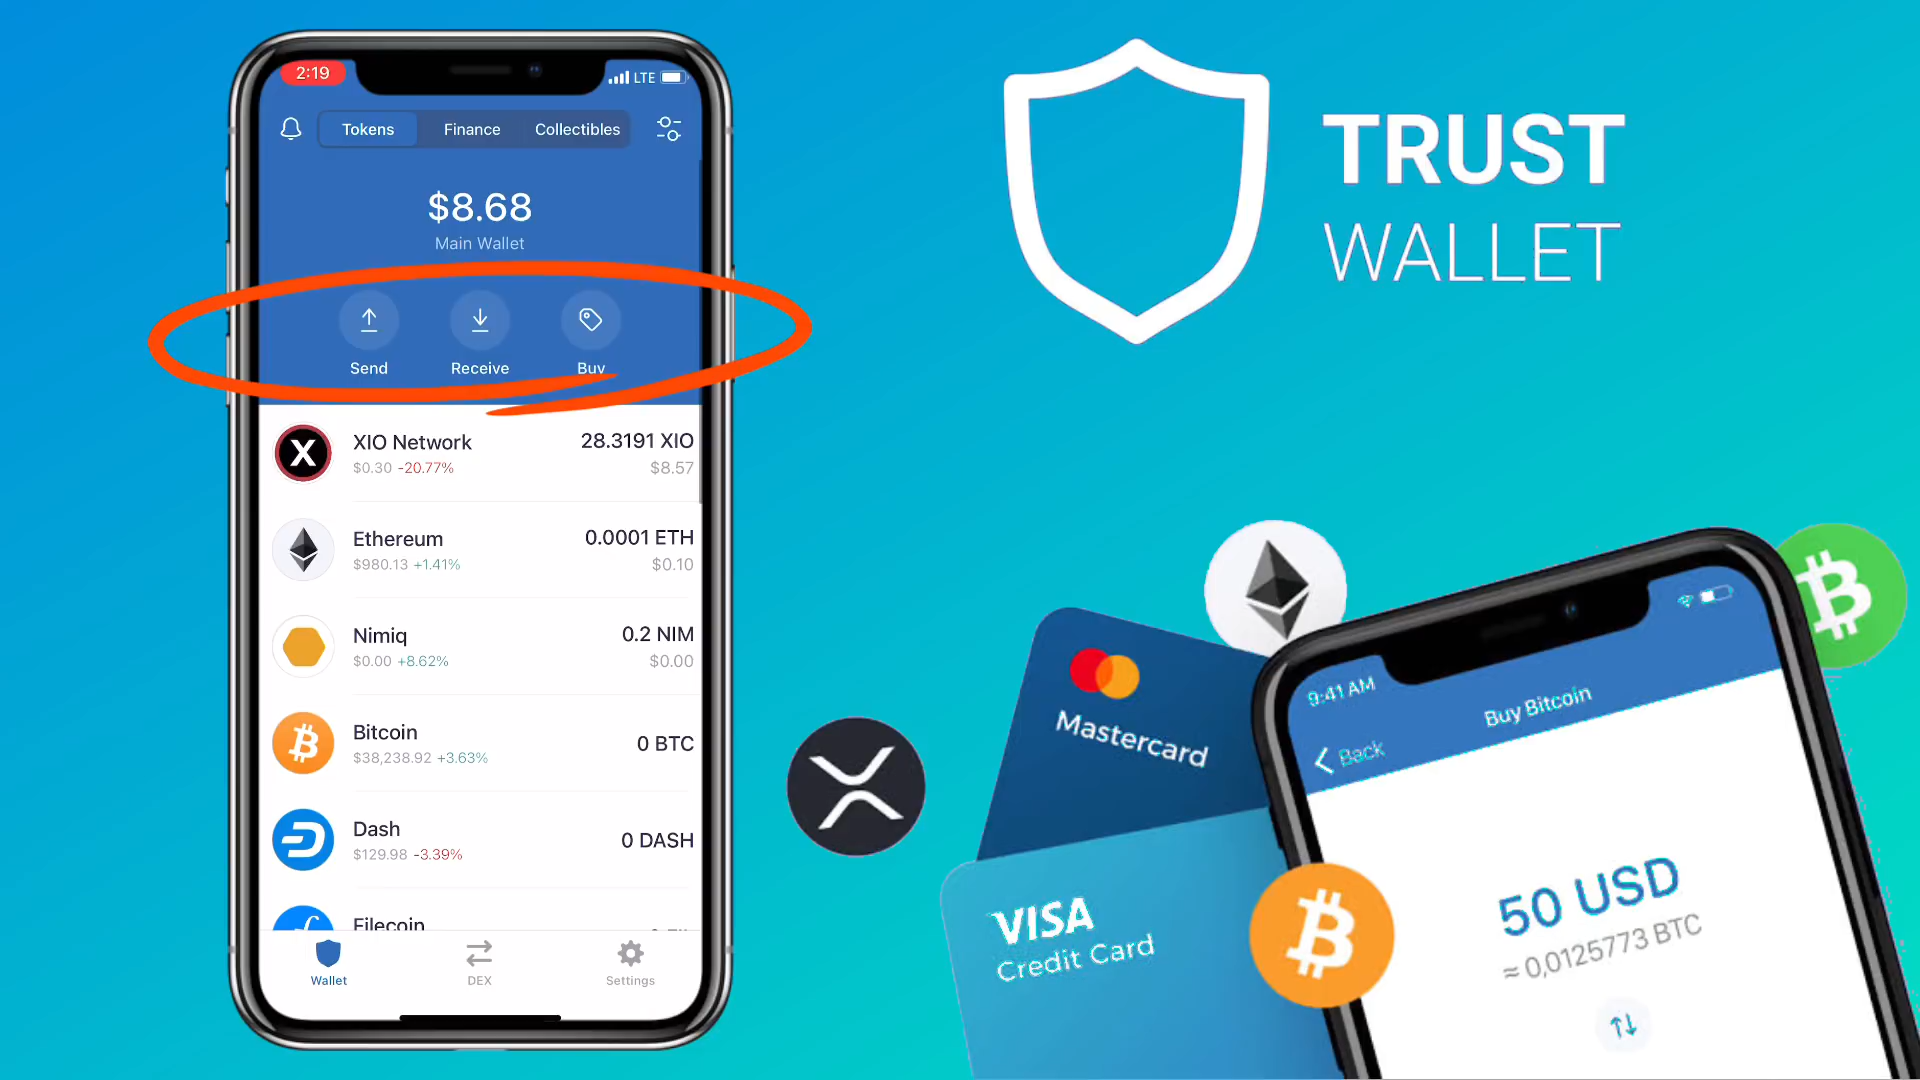 2:19
LTE
Tokens
Finance
Collectibles
$8.68
Main Wallet
Send
Receive
Buy
XIO Network
28.3191 XIO
$0.30 -20.77%
$8.57
Ethereum
0.0001 ETH
$980.13 +1.41%
$0.10
Nimiq
0.2 NIM
$0.00 +8.62%
$0.00
Bitcoin
0 BTC
$38,238.92 +3.63%
Dash
0 DASH
$129.98 -3.39%
Filecoin
Wallet
DEX
Settings
TRUST
WALLET
Mastercard
VISA
Credit Card
9:41 AM
Buy Bitcoin
Back
50 USD
≈ 0,0125773 BTC